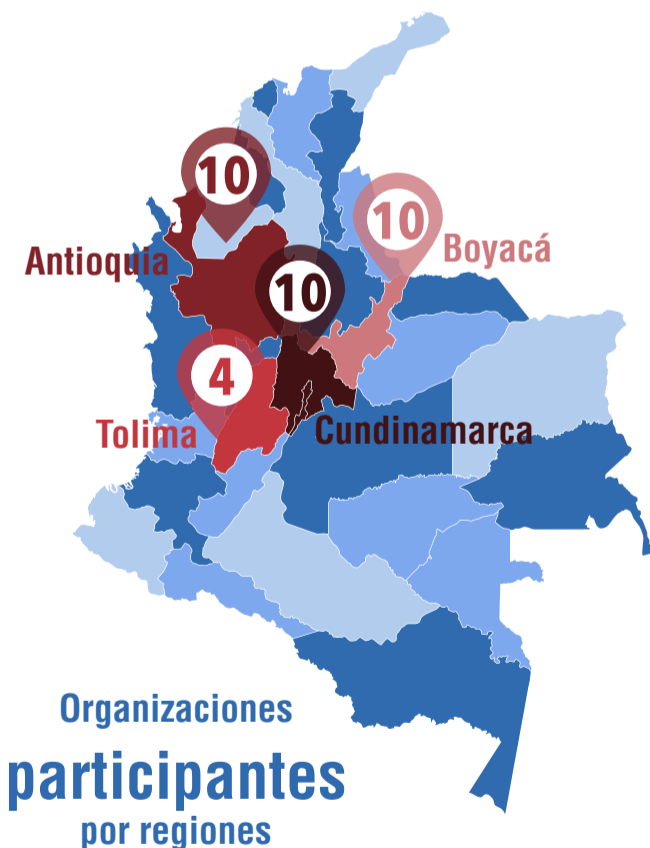 10
10
Boyacá
Antioquia
10
4
Tolima
Cundinamarca
Organizaciones
participantes
por regiones